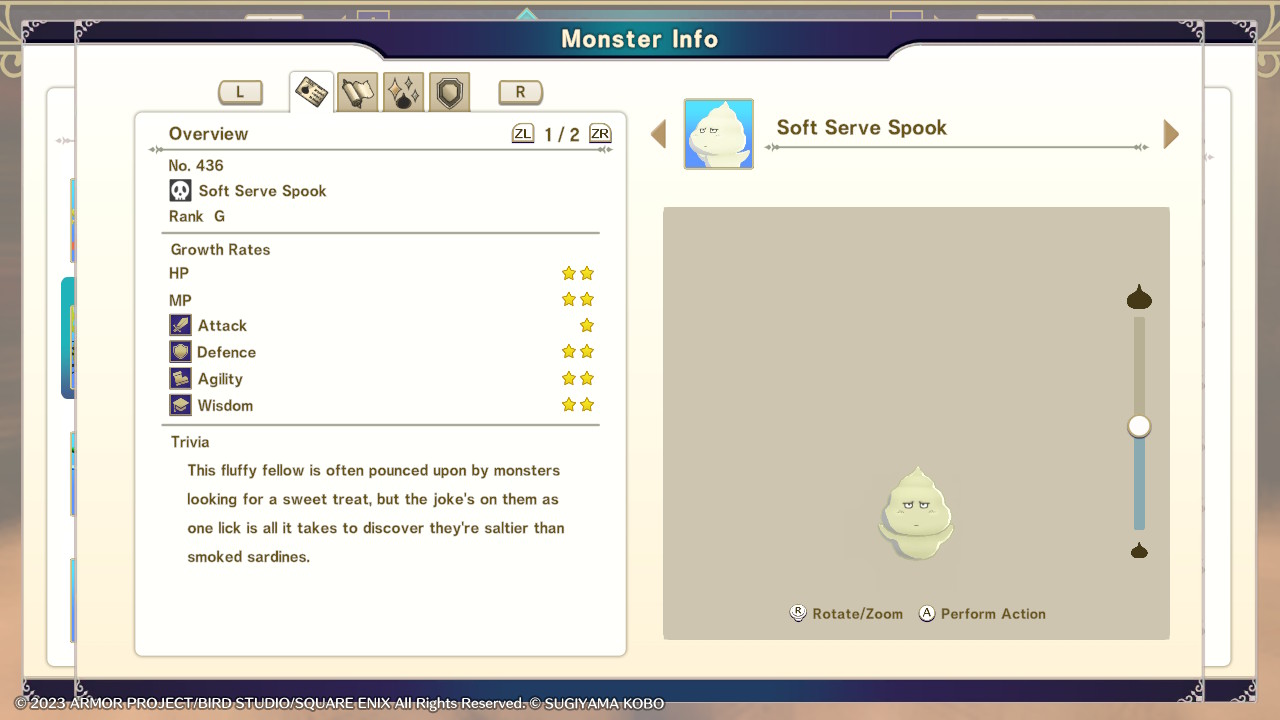 Monster Info
L
R
Overview
ZL 1 / 2 ZR
No. 436
Soft Serve Spook
Rank G
Growth Rates
HP
MP
Attack
Defence
Agility
Wisdom
Trivia
This fluffy fellow is often pounced upon by monsters
looking for a sweet treat, but the joke's on them as
one lick is all it takes to discover they're saltier than
smoked sardines.
Soft Serve Spook
R Rotate/Zoom A Perform Action
© 2023 ARMOR PROJECT/BIRD STUDIO/SQUARE ENIX All Rights Reserved. © SUGIYAMA KOBO